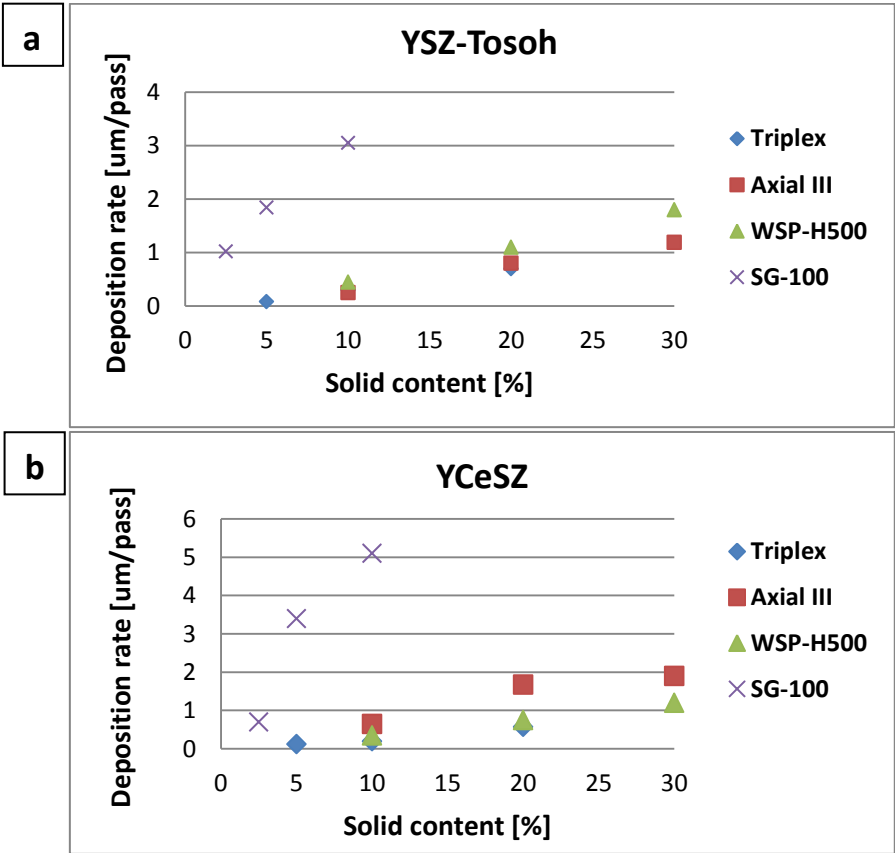 a
YSZ-Tosoh
Deposition rate [um/pass]
4
3
2
1
0
0 5 10 15 20 25 30
Solid content [%]
Triplex
Axial III
WSP-H500
SG-100
b
YCeSZ
Deposition rate [um/pass]
6
5
4
3
2
1
0
0 5 10 15 20 25 30
Solid content [%]
Triplex
Axial III
WSP-H500
SG-100